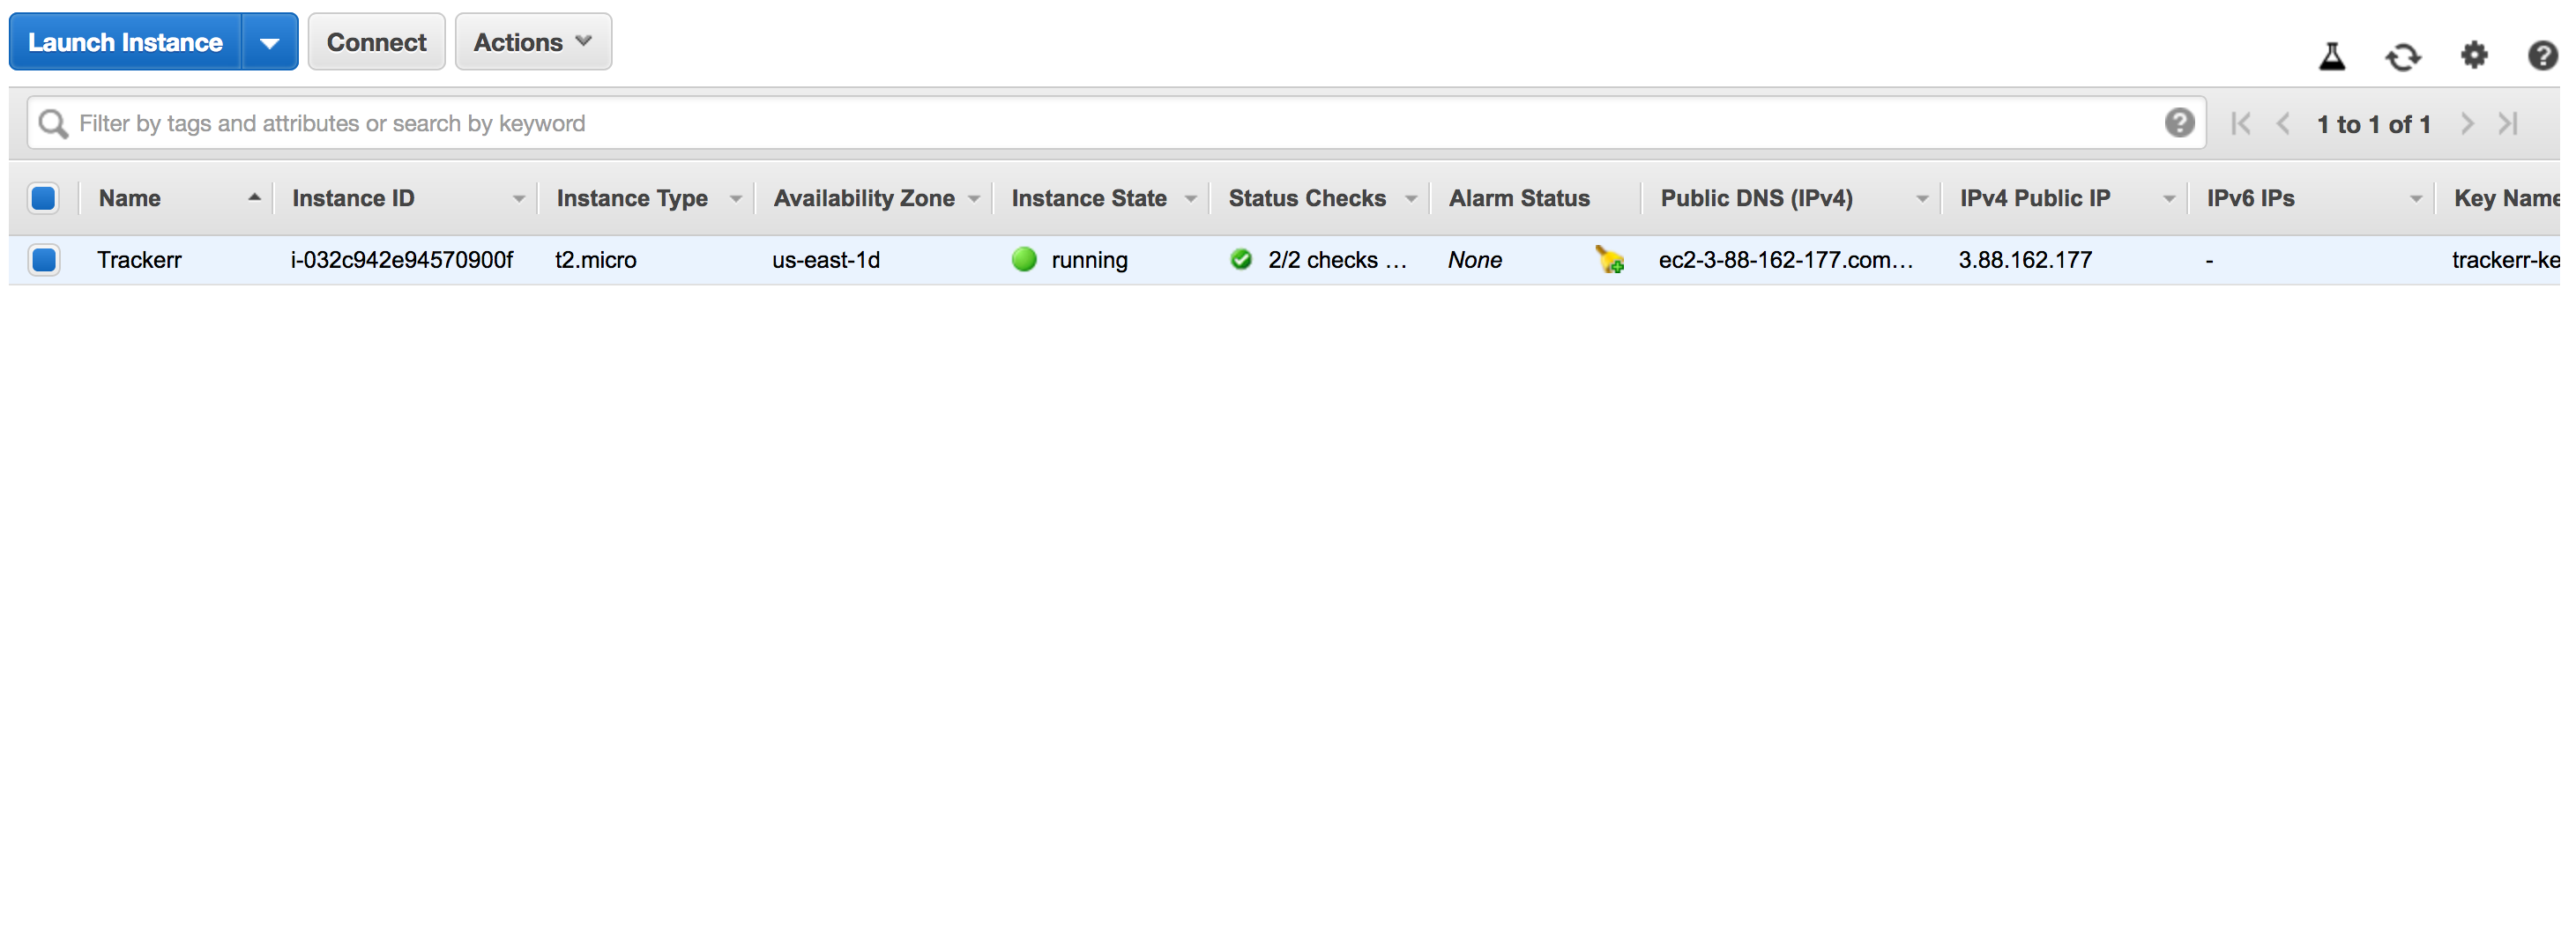 Launch Instance Connect Actions
Filter by tags and attributes or search by keyword ? 1 to 1 of 1
Name Instance ID Instance Type Availability Zone Instance State Status Checks Alarm Status Public DNS (IPv4) IPv4 Public IP IPv6 IPs Key Name
Trackerr i-032c942e94570900f t2.micro us-east-1d running 2/2 checks ... None ec2-3-88-162-177.com... 3.88.162.177 - trackerr-ke